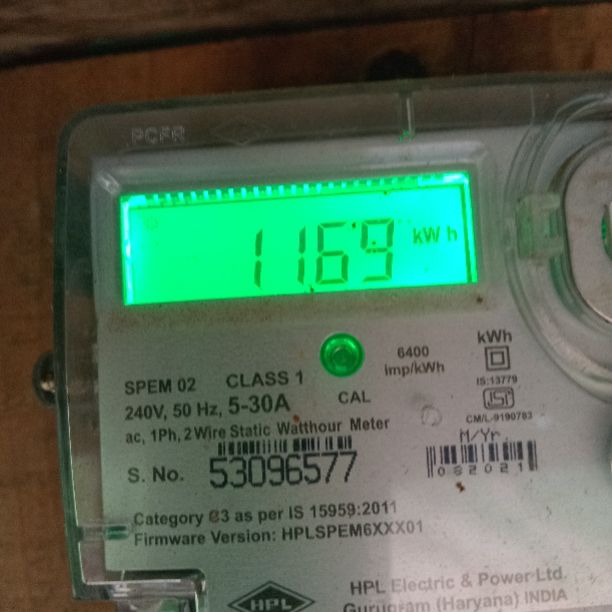 PCFR
1169 kWh
6400
imp/kWh
kWh
IS:13779
ISI
CM/L-9190783
SPEM 02 CLASS 1
CAL
240V, 50 Hz, 5-30A
ac, 1Ph, 2 Wire Static Watthour Meter
M/Yr.
S. No. 53096577
082021
Category C3 as per IS 15959:2011
Firmware Version: HPLSPEM6XXX01
HPL
HPL Electric & Power Ltd.
Gurugram (Haryana) INDIA